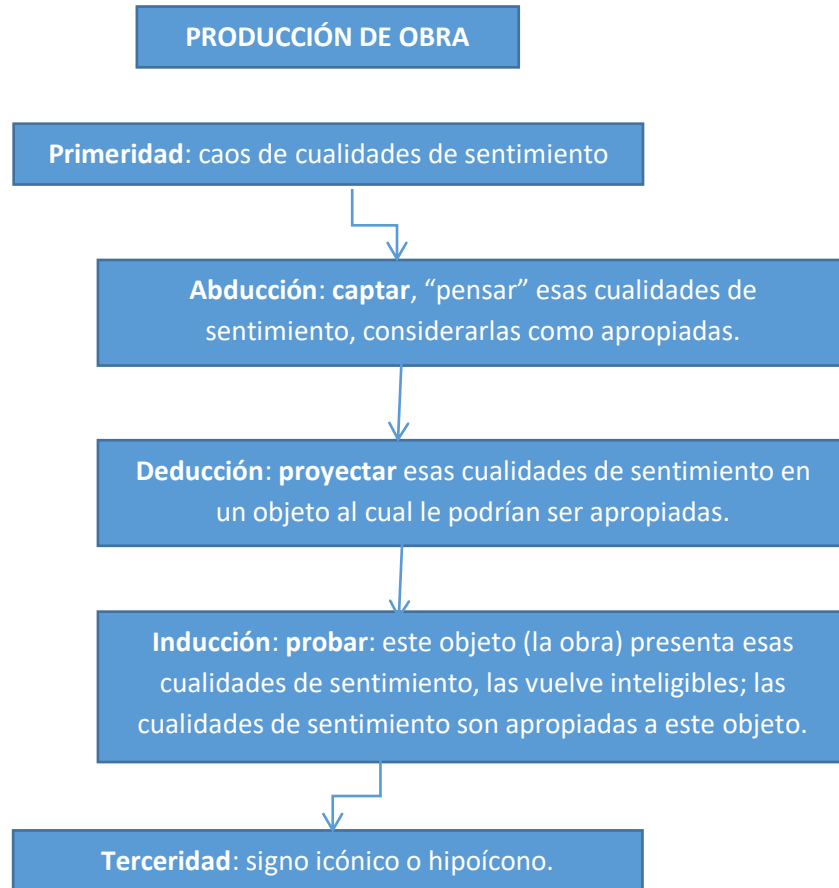 PRODUCCIÓN DE OBRA
Primeridad: caos de cualidades de sentimiento
Abducción: captar, “pensar” esas cualidades de
sentimiento, considerarlas como apropiadas.
Deducción: proyectar esas cualidades de sentimiento en
un objeto al cual le podrían ser apropiadas.
Inducción: probar: este objeto (la obra) presenta esas
cualidades de sentimiento, las vuelve inteligibles; las
cualidades de sentimiento son apropiadas a este objeto.
Terceridad: signo icónico o hipoícono.